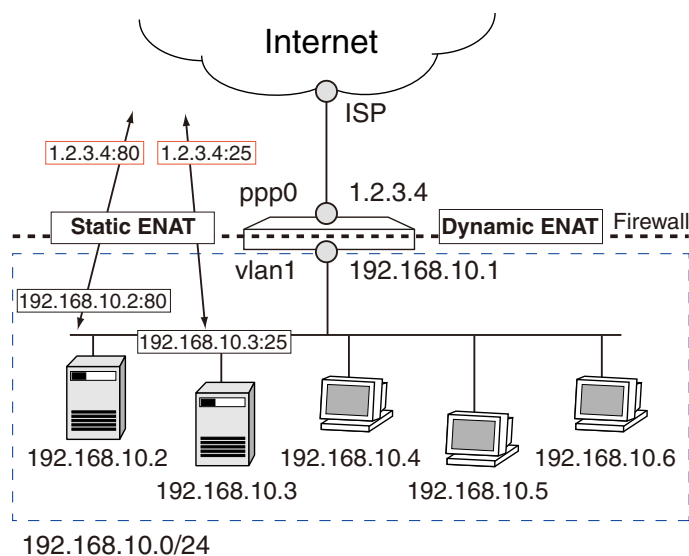 Internet
ISP
1.2.3.4:80
1.2.3.4:25
ppp0
1.2.3.4
Static ENAT
Dynamic ENAT
Firewall
vlan1
192.168.10.1
192.168.10.2:80
192.168.10.3:25
192.168.10.2
192.168.10.3
192.168.10.4
192.168.10.5
192.168.10.6
192.168.10.0/24